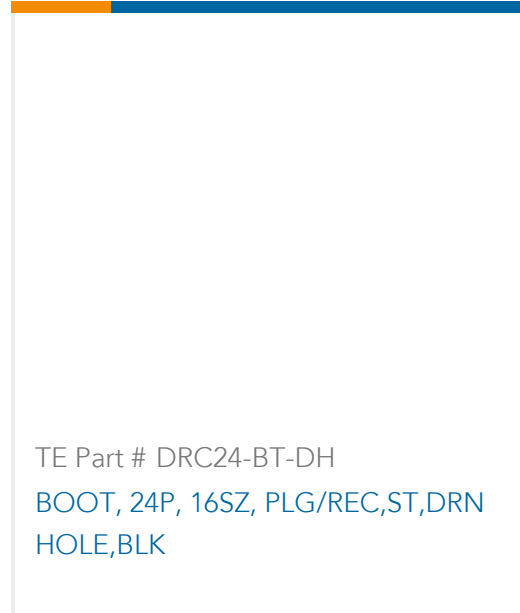 TE Part # DRC24-BT-DH
BOOT, 24P, 16SZ, PLG/REC,ST,DRN
HOLE,BLK